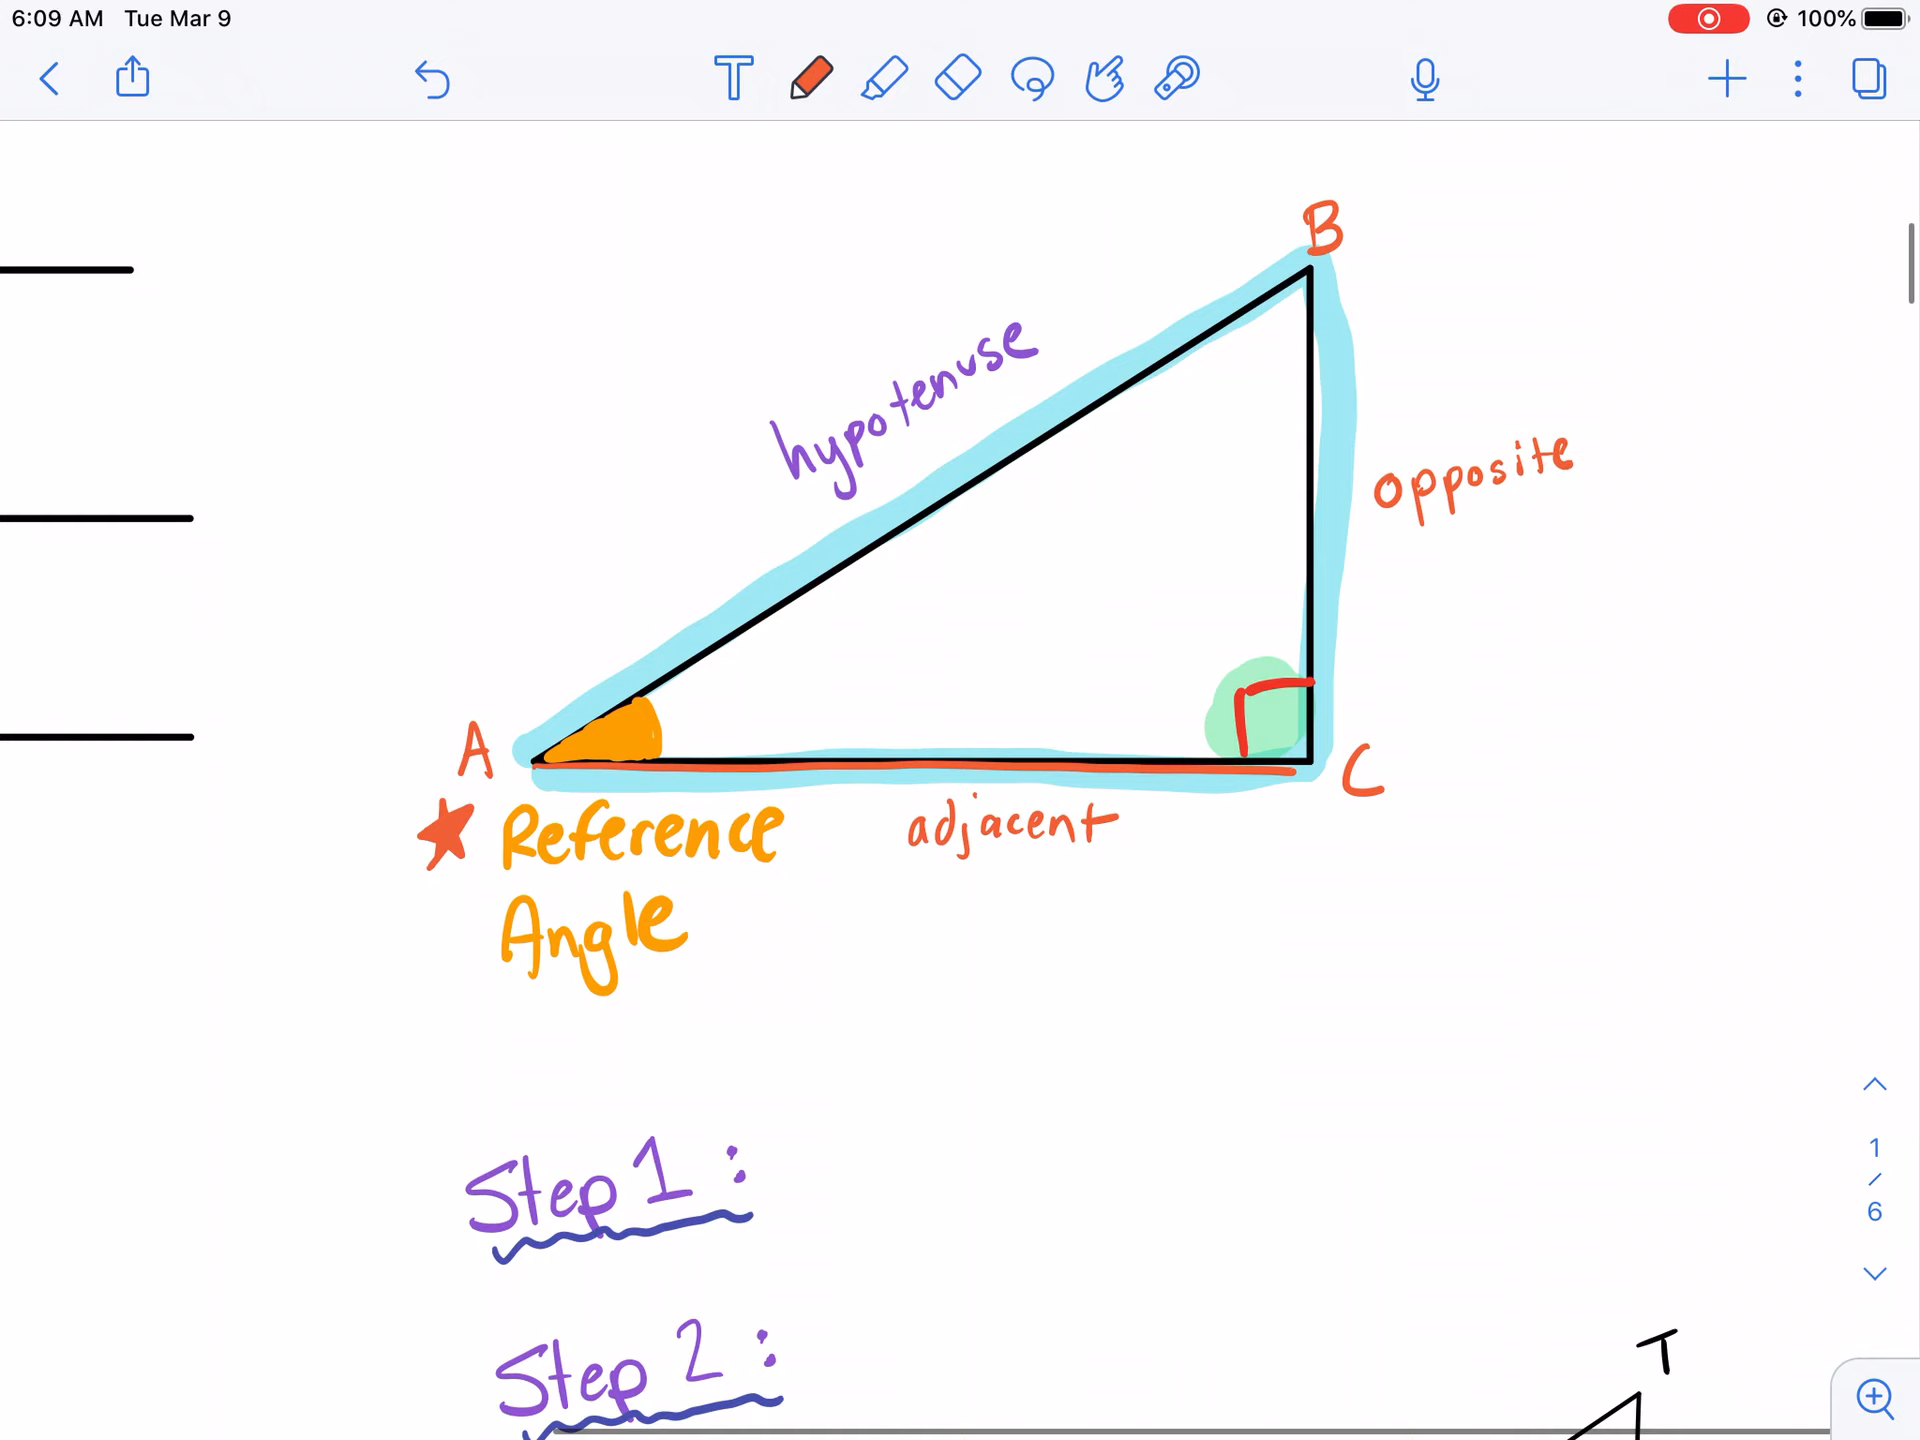 6:09 AM Tue Mar 9
100%
B
hypotenuse
opposite
A
C
Reference
adjacent
Angle
1
/
6
Step 1 :
Step 2 :
T